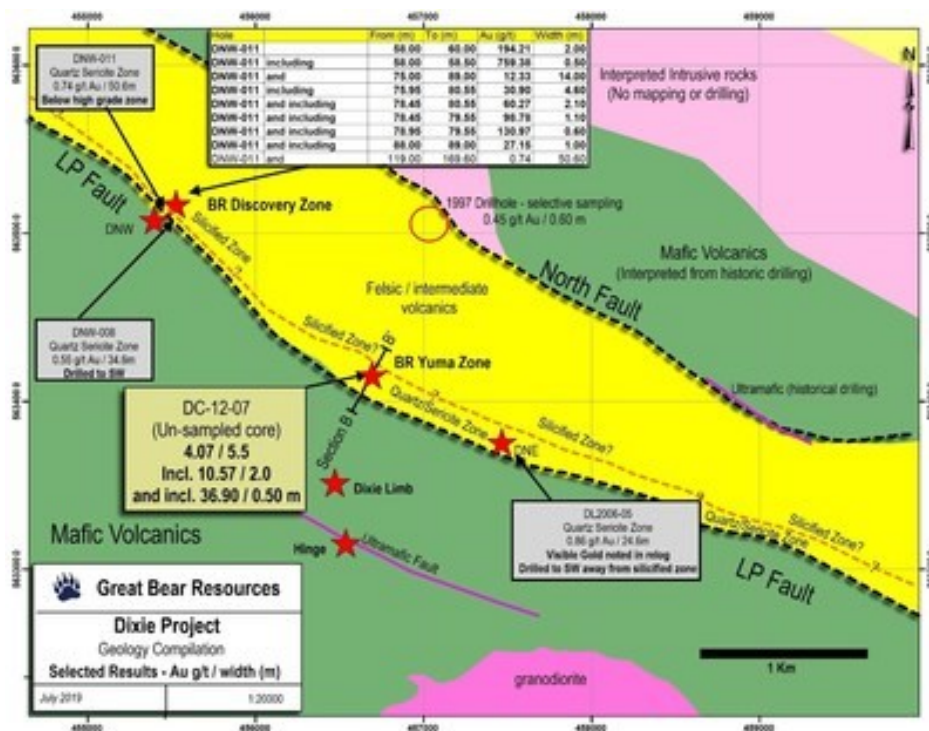 455000 456000 457000 458000 459000
Hole From (m) To (m) Au (g/t) Width (m)
DNW-011 58.00 60.00 194.21 2.00
DNW-011 including 58.00 58.50 759.38 0.50
DNW-011 and 75.00 89.00 12.33 14.00
DNW-011 including 75.95 80.55 30.90 4.60
DNW-011 and including 78.45 80.55 60.27 2.10
DNW-011 and including 78.45 79.55 98.78 1.10
DNW-011 and including 78.95 79.55 130.97 0.60
DNW-011 and including 88.00 89.00 27.15 1.00
DNW-011 and 119.00 169.60 0.74 50.60
DNW-011
Quartz Sericite Zone
0.74 g/t Au / 50.6m
Below high grade zone
Interpreted Intrusive rocks
(No mapping or drilling)
N
LP Fault
BR Discovery Zone
DNW
Silicified Zone
?
1997 Drillhole - selective sampling
0.45 g/t Au / 0.60 m
Mafic Volcanics
(Interpreted from historic drilling)
North Fault
Felsic / intermediate
volcanics
DNW-008
Quartz Sericite Zone
0.55 g/t Au / 34.6m
Drilled to SW
Silicified Zone?
B
BR Yuma Zone
Ultramafic (historical drilling)
DC-12-07
(Un-sampled core)
4.07 / 5.5
Incl. 10.57 / 2.0
and incl. 36.90 / 0.50 m
Section B
Quartz/Sericite Zone
?
Silicified Zone?
DNE
Dixie Limb
DL2006-05
Quartz Sericite Zone
0.86 g/t Au / 24.6m
Visible Gold noted in relog
Drilled to SW away from silicified zone
?
Quartz/Sericite Zone
Silicified Zone?
?
Mafic Volcanics
Hinge
Ultramafic Fault
LP Fault
Great Bear Resources
Dixie Project
Geology Compilation
Selected Results - Au g/t / width (m)
July 2019 1:20000
1 Km
granodiorite
455000 456000 457000 458000 459000